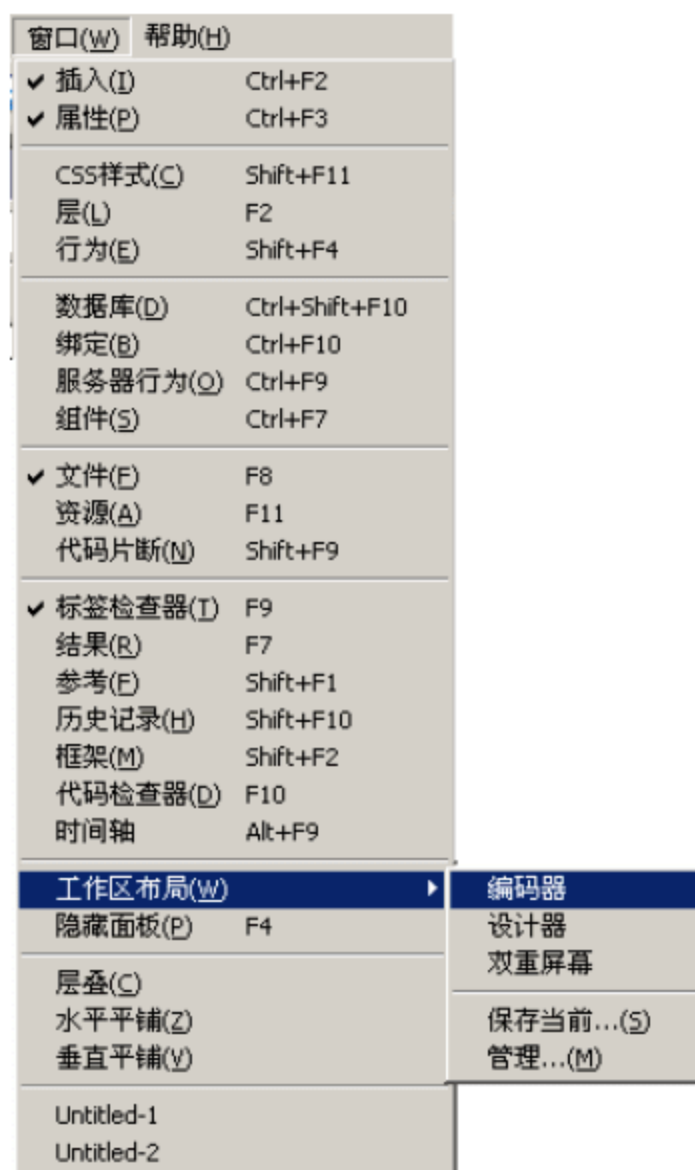 窗口(W) 帮助(H)
✔ 插入(I) Ctrl+F2
✔ 属性(P) Ctrl+F3
CSS样式(C) Shift+F11
层(L) F2
行为(E) Shift+F4
数据库(D) Ctrl+Shift+F10
绑定(B) Ctrl+F10
服务器行为(O) Ctrl+F9
组件(S) Ctrl+F7
✔ 文件(F) F8
资源(A) F11
代码片断(N) Shift+F9
✔ 标签检查器(T) F9
结果(R) F7
参考(F) Shift+F1
历史记录(H) Shift+F10
框架(M) Shift+F2
代码检查器(D) F10
时间轴 Alt+F9
工作区布局(W) 编码器
隐藏面板(P) F4 设计器
双重屏幕
层叠(C)
水平平铺(Z) 保存当前...(S)
垂直平铺(V) 管理...(M)
Untitled-1
Untitled-2